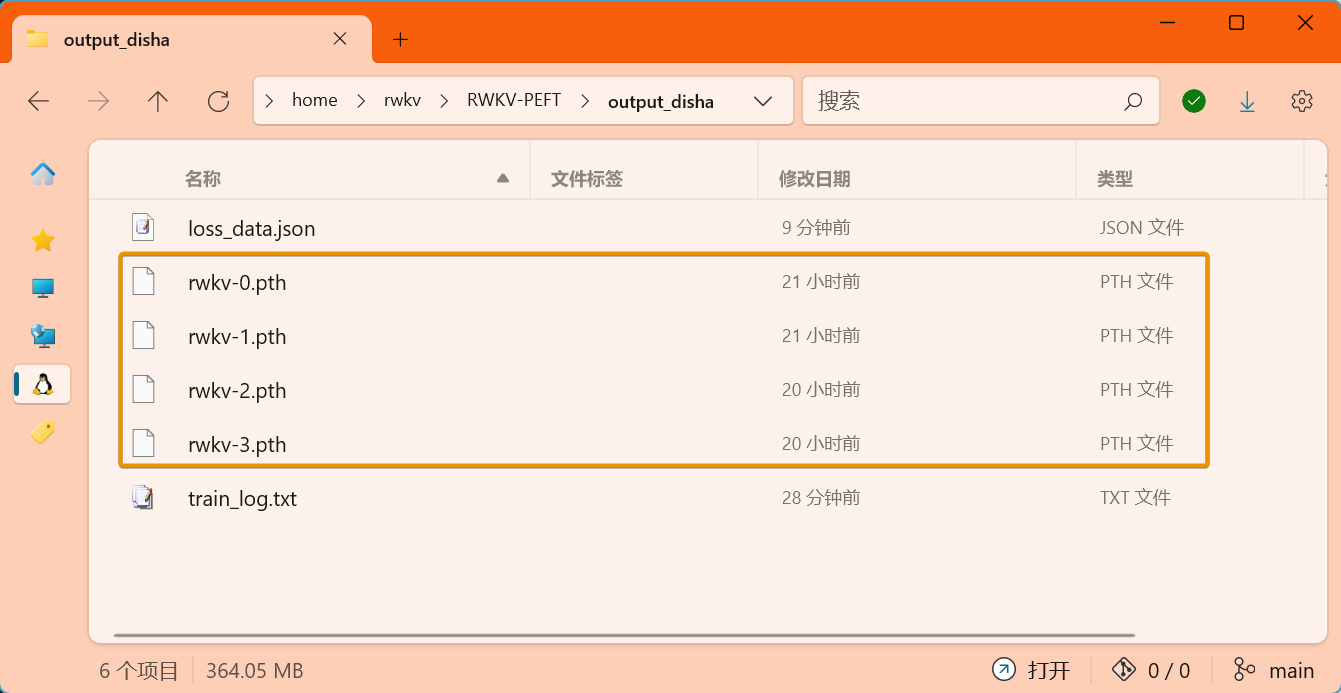 output_disha
home rwkv RWKV-PEFT output_disha 搜索
名称 文件标签 修改日期 类型
loss_data.json 9 分钟前 JSON 文件
rwkv-0.pth 21 小时前 PTH 文件
rwkv-1.pth 21 小时前 PTH 文件
rwkv-2.pth 20 小时前 PTH 文件
rwkv-3.pth 20 小时前 PTH 文件
train_log.txt 28 分钟前 TXT 文件
6 个项目 364.05 MB 打开 0 / 0 main